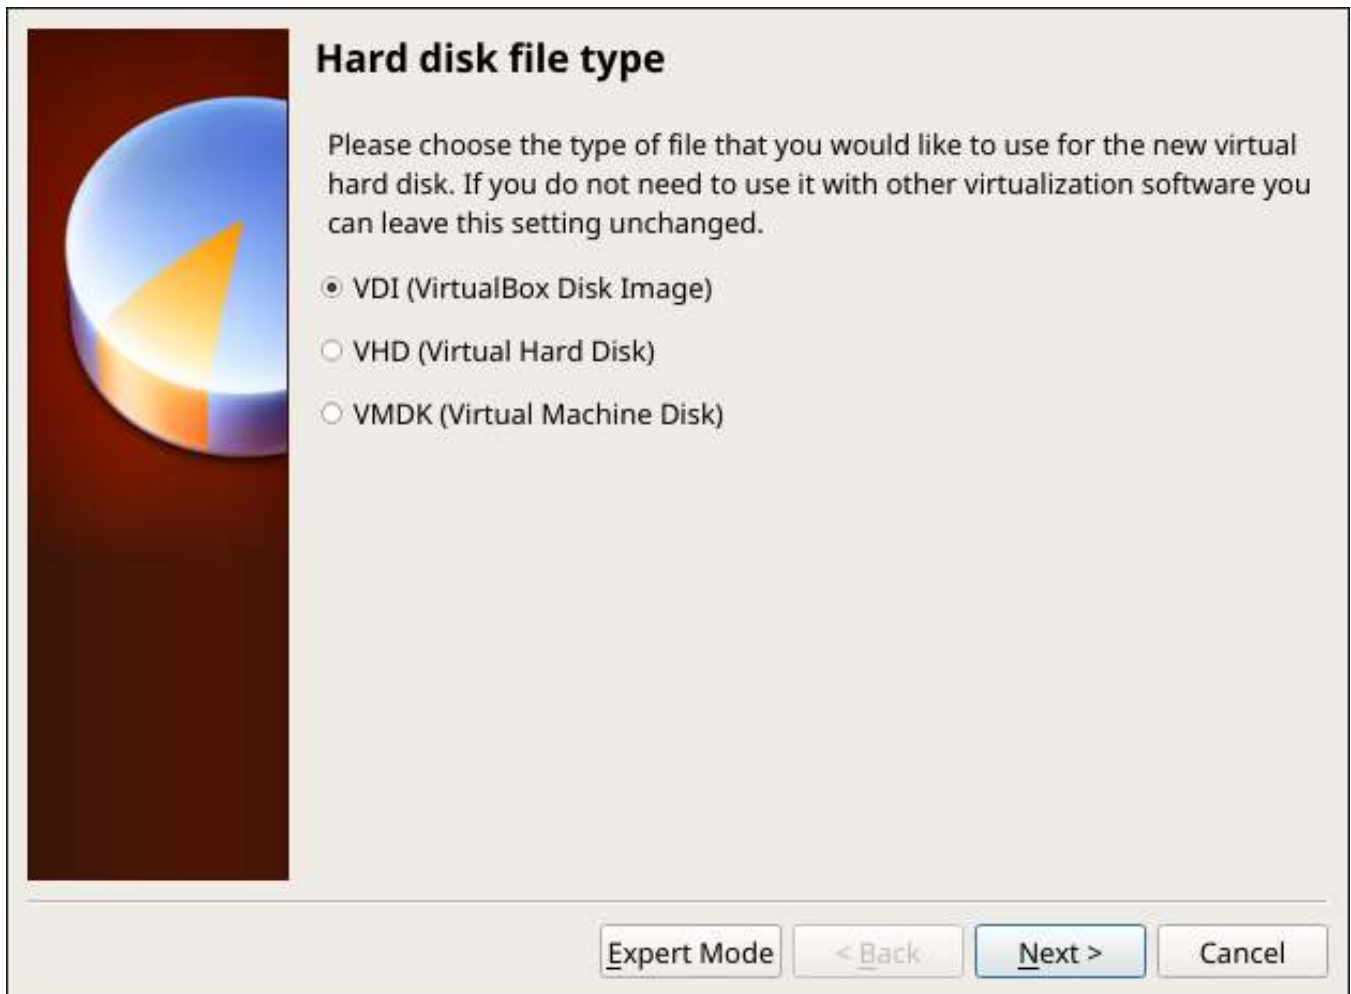 Hard disk file type
Please choose the type of file that you would like to use for the new virtual
hard disk. If you do not need to use it with other virtualization software you
can leave this setting unchanged.
VDI (VirtualBox Disk Image)
VHD (Virtual Hard Disk)
VMDK (Virtual Machine Disk)
Expert Mode
< Back
Next >
Cancel